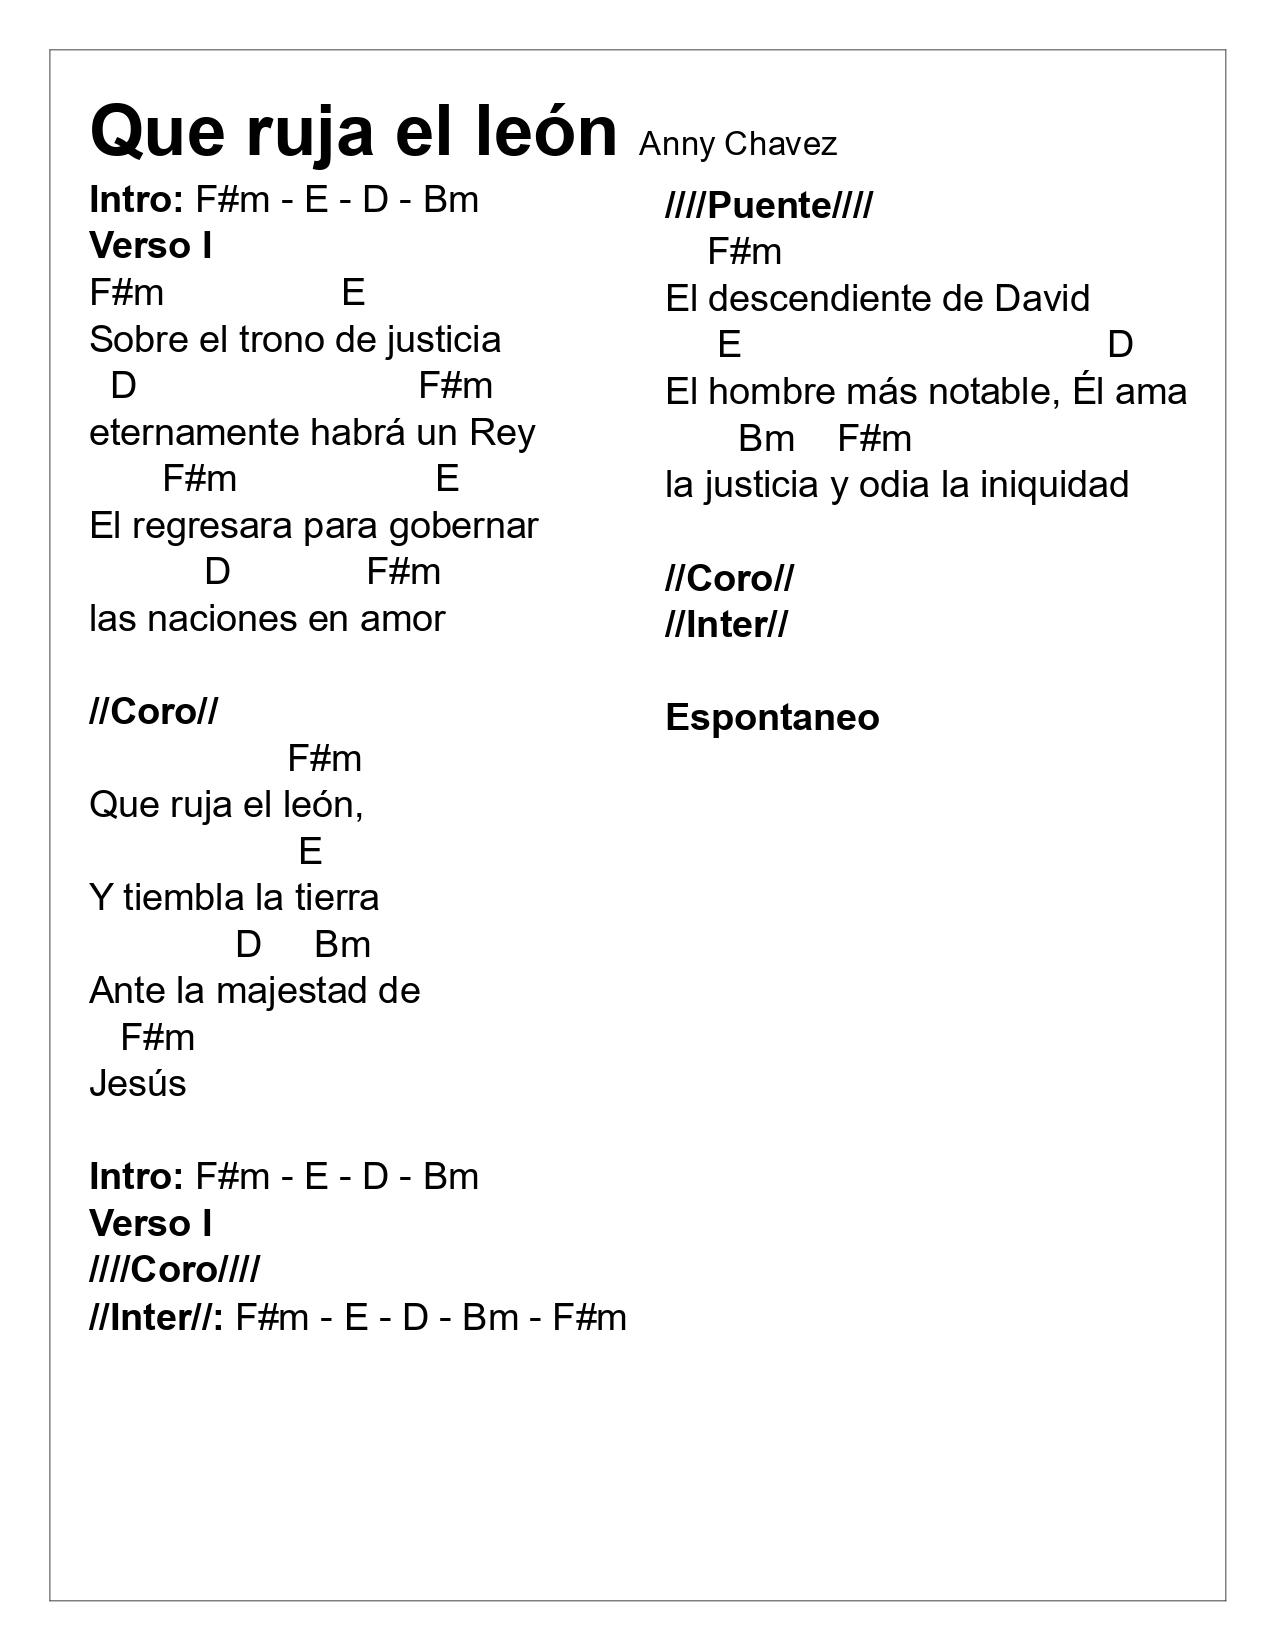 Que ruja el león Anny Chavez
Intro: F#m - E - D - Bm
Verso I
F#m E
Sobre el trono de justicia
D F#m
eternamente habrá un Rey
F#m E
El regresara para gobernar
D F#m
las naciones en amor
//Coro//
F#m
Que ruja el león,
E
Y tiembla la tierra
D Bm
Ante la majestad de
F#m
Jesús
Intro: F#m - E - D - Bm
Verso I
////Coro////
//Inter//: F#m - E - D - Bm - F#m
////Puente////
F#m
El descendiente de David
E D
El hombre más notable, Él ama
Bm F#m
la justicia y odia la iniquidad
//Coro//
//Inter//
Espontaneo